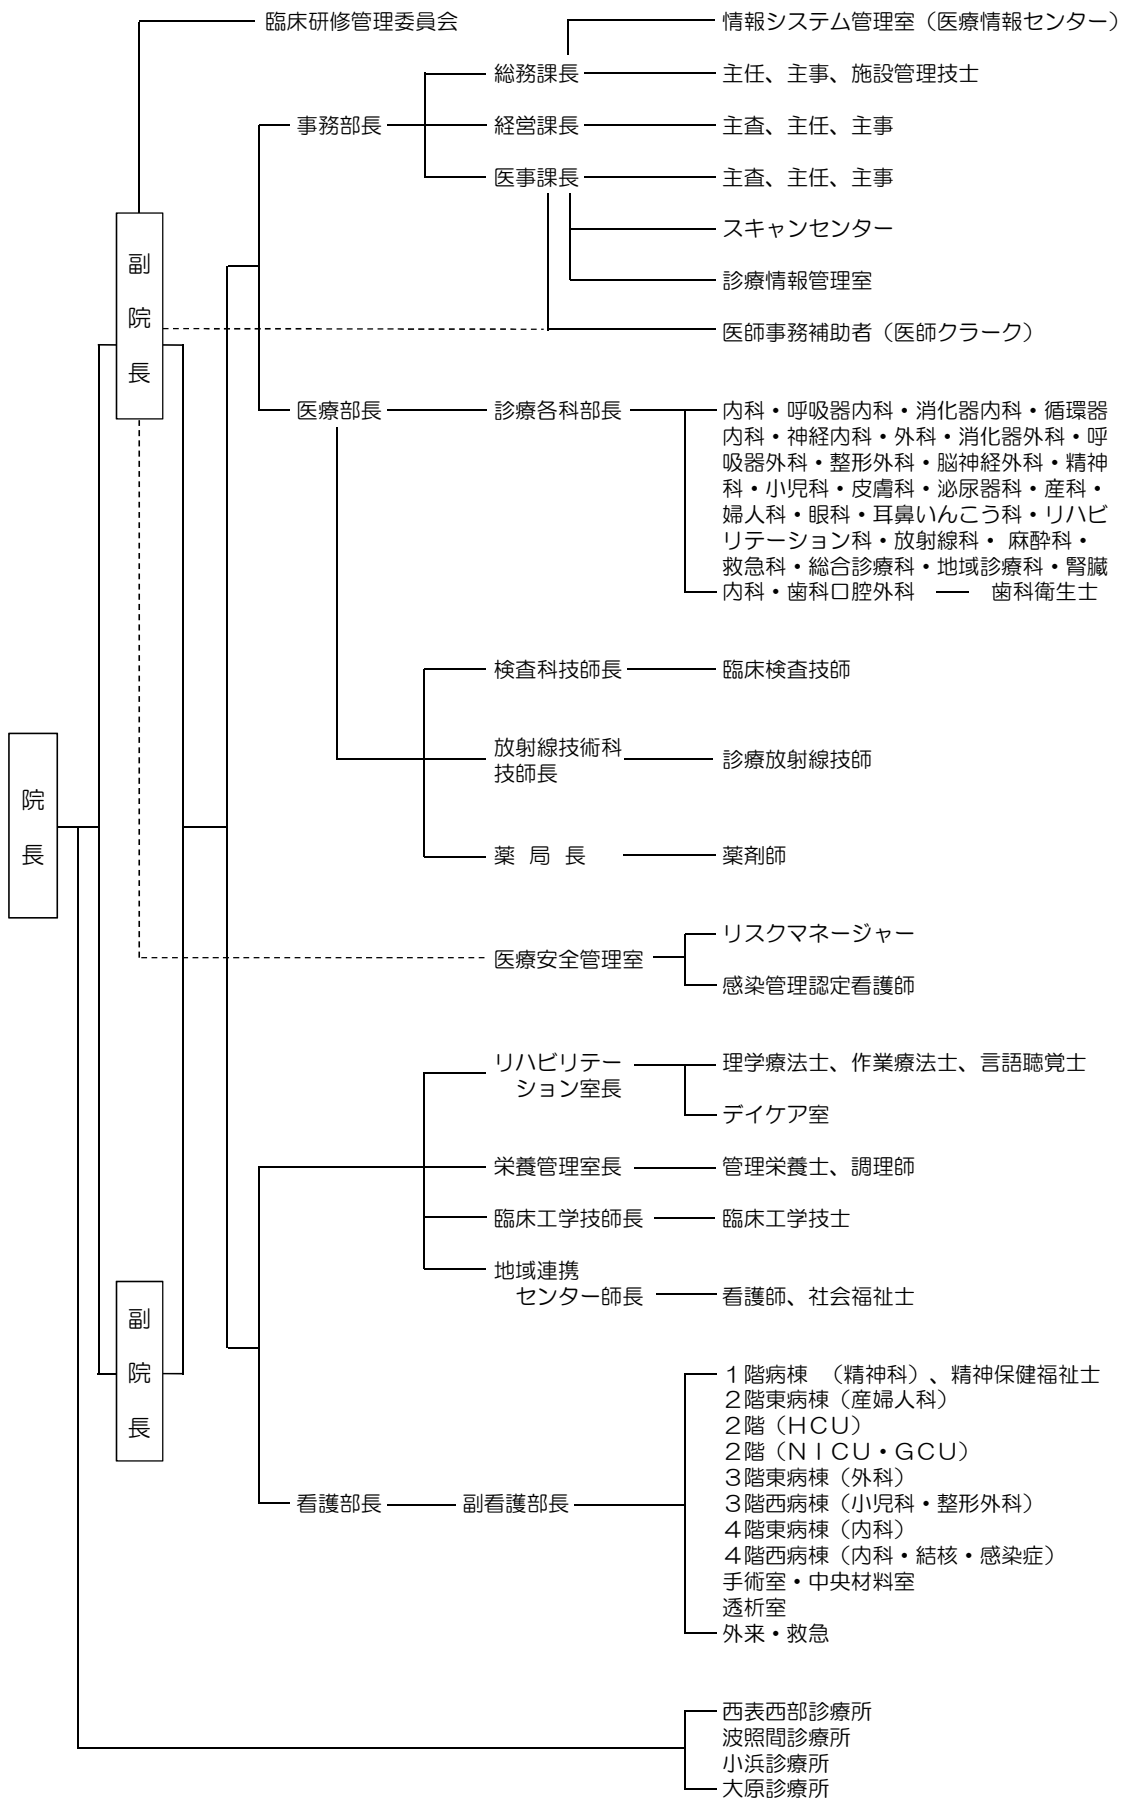 臨床研修管理委員会
情報システム管理室（医療情報センター）
総務課長
主任、主事、施設管理技士
事務部長
経営課長
主査、主任、主事
医事課長
主査、主任、主事
スキャンセンター
診療情報管理室
医師事務補助者（医師クラーク）
副院長
医療部長
診療各科部長
内科・呼吸器内科・消化器内科・循環器
内科・神経内科・外科・消化器外科・呼
吸器外科・整形外科・脳神経外科・精神
科・小児科・皮膚科・泌尿器科・産科・
婦人科・眼科・耳鼻いんこう科・リハビ
リテーション科・放射線科・ 麻酔科・
救急科・総合診療科・地域診療科・腎臓
内科・歯科口腔外科
歯科衛生士
検査科技師長
臨床検査技師
放射線技術科
技師長
診療放射線技師
院長
薬 局 長
薬剤師
医療安全管理室
リスクマネージャー
感染管理認定看護師
リハビリテー
ション室長
理学療法士、作業療法士、言語聴覚士
デイケア室
栄養管理室長
管理栄養士、調理師
臨床工学技師長
臨床工学技士
地域連携
センター師長
看護師、社会福祉士
副院長
看護部長
副看護部長
１階病棟 （精神科）、精神保健福祉士
２階東病棟（産婦人科）
２階（ＨＣＵ）
２階（ＮＩＣＵ・ＧＣＵ）
３階東病棟（外科）
３階西病棟（小児科・整形外科）
４階東病棟（内科）
４階西病棟（内科・結核・感染症）
手術室・中央材料室
透析室
外来・救急
西表西部診療所
波照間診療所
小浜診療所
大原診療所